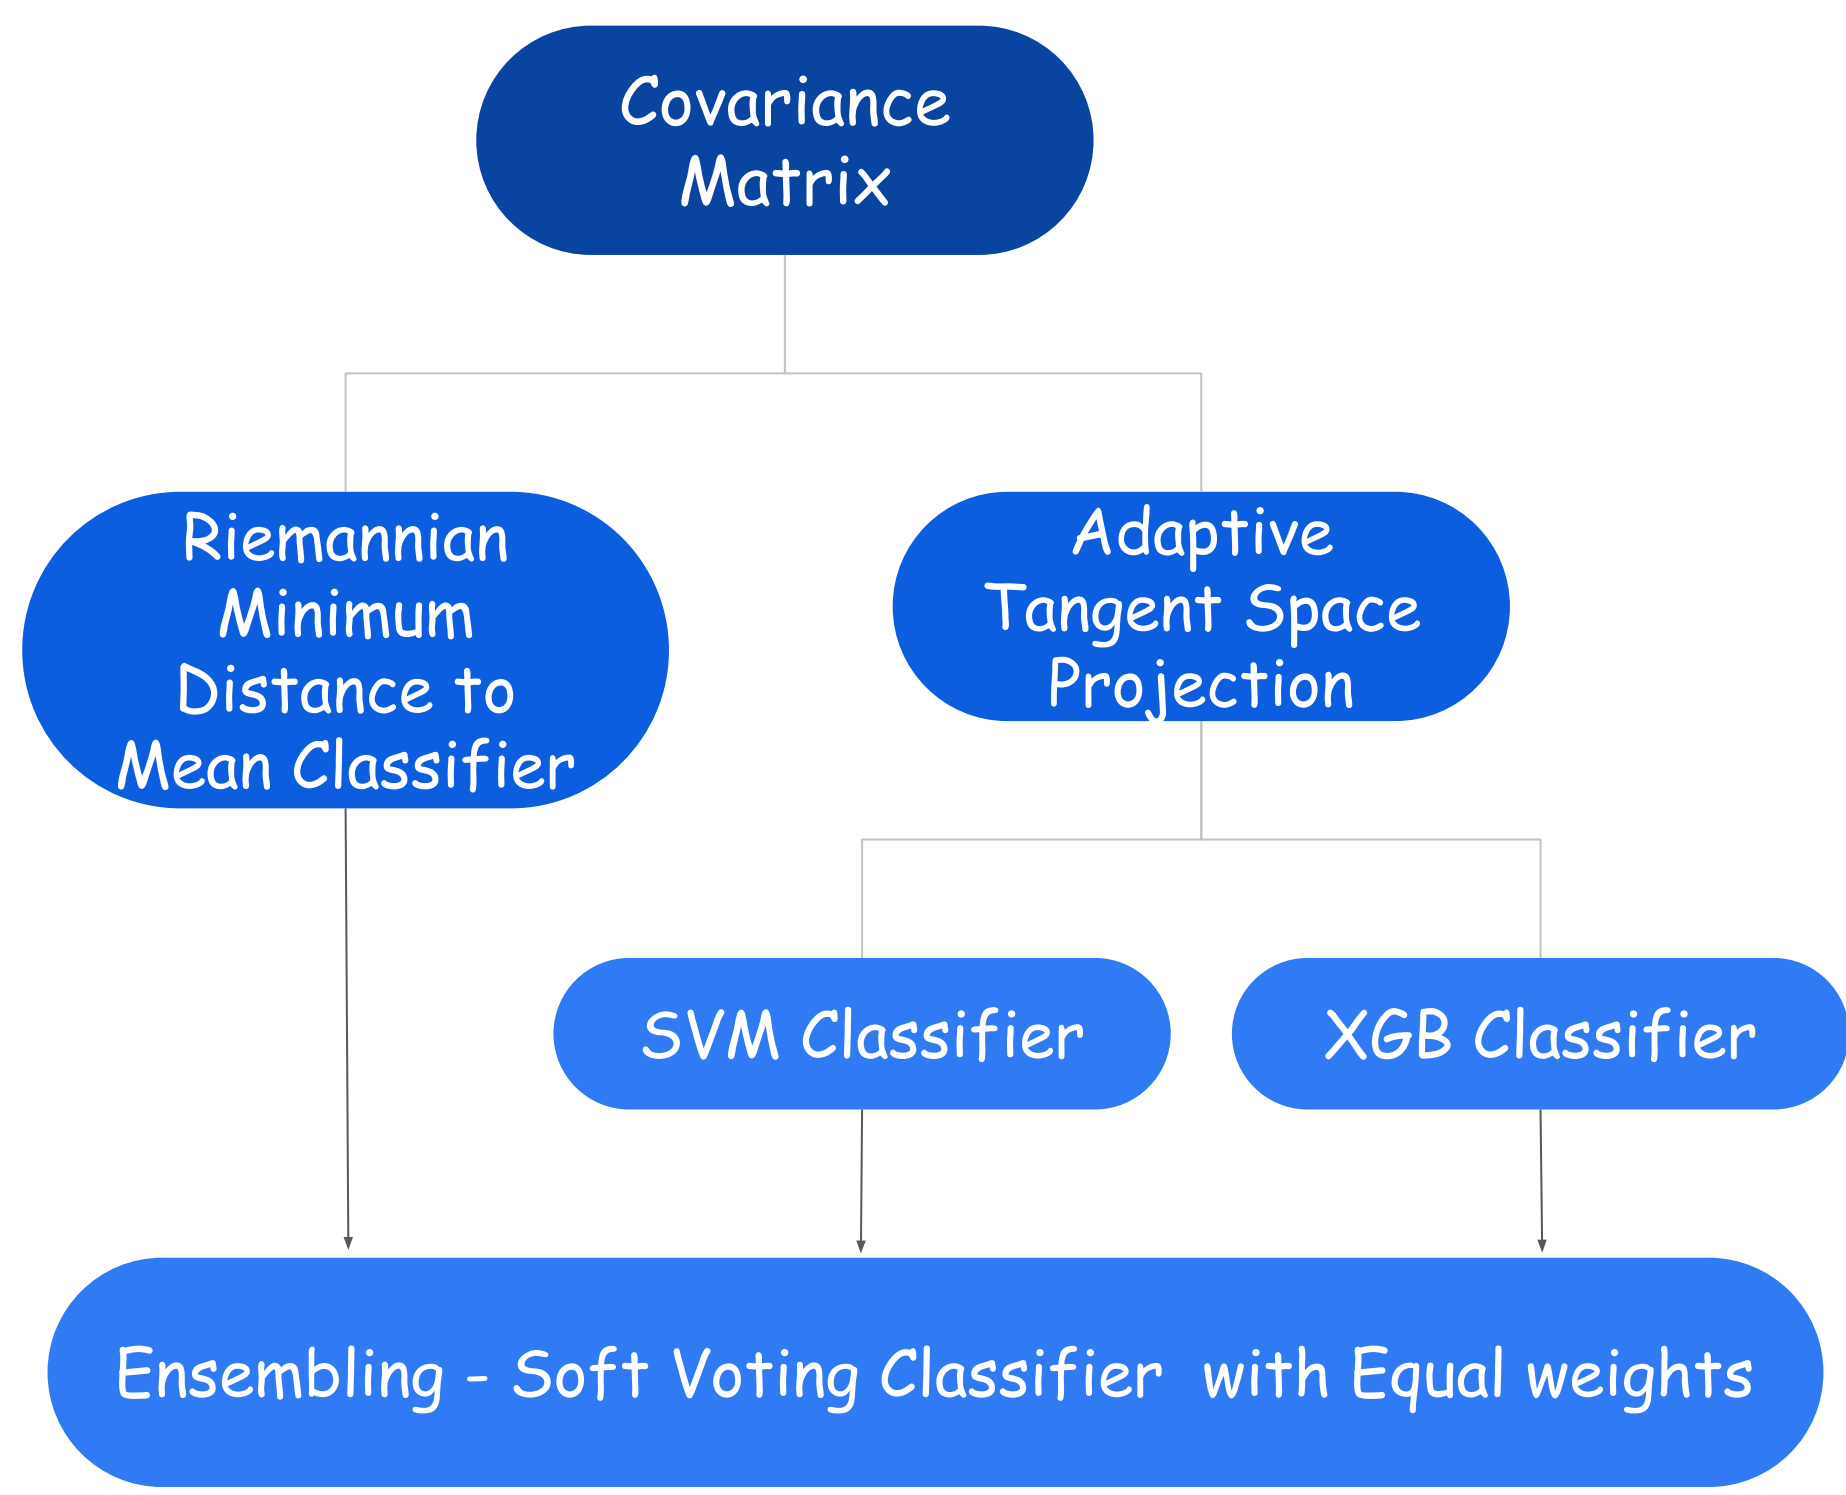 Covariance
Matrix
Riemannian
Minimum
Distance to
Mean Classifier
Adaptive
Tangent Space
Projection
SVM Classifier
XGB Classifier
Ensembling - Soft Voting Classifier with Equal weights